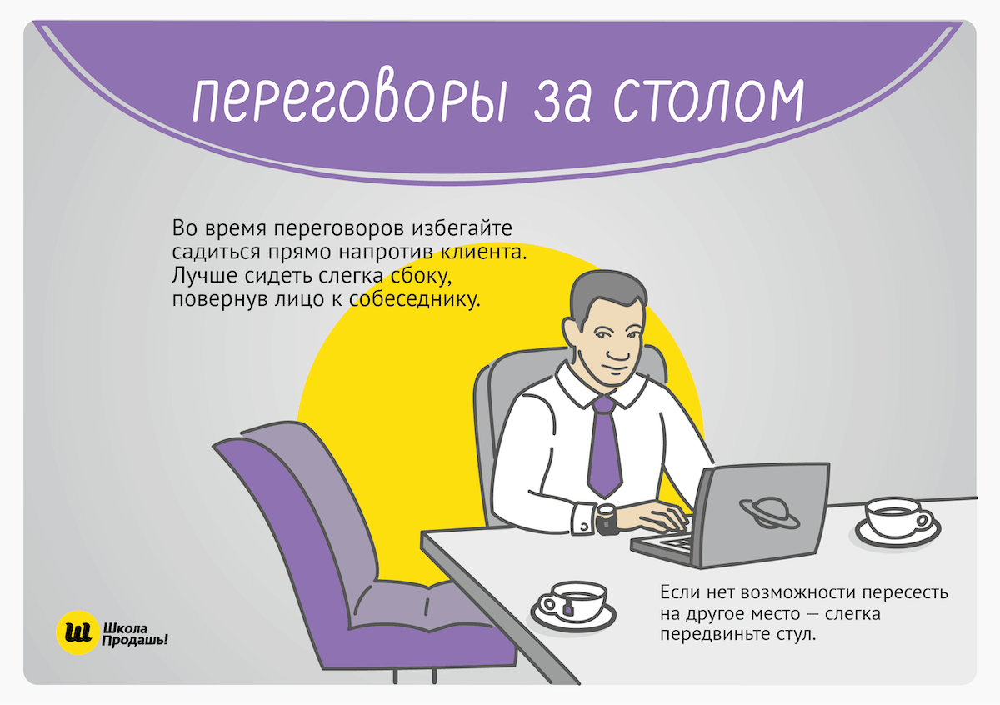 переговоры за столом
Во время переговоров избегайте
садиться прямо напротив клиента.
Лучше сидеть слегка сбоку,
повернув лицо к собеседнику.
Если нет возможности пересесть
на другое место — слегка
передвиньте стул.
Ш
Школа
Продашь!